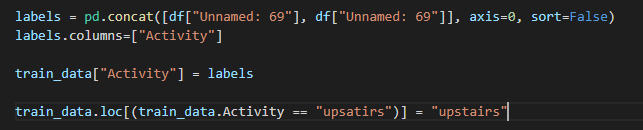 labels = pd.concat([df["Unnamed: 69"], df["Unnamed: 69"]], axis=0, sort=False)
labels.columns=["Activity"]
train_data["Activity"] = labels
train_data.loc[(train_data.Activity == "upsatirs")] = "upstairs"